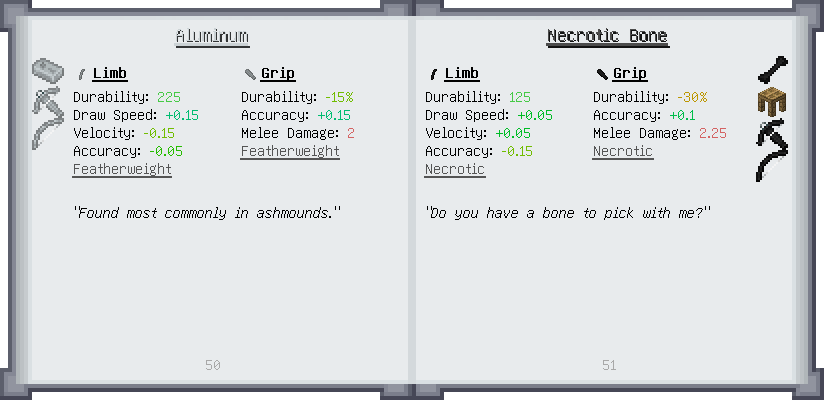 Aluminum
Limb
Durability: 225
Draw Speed: +0.15
Velocity: -0.15
Accuracy: -0.05
Featherweight
Grip
Durability: -15%
Accuracy: +0.15
Melee Damage: 2
Featherweight
"Found most commonly in ashmounds."
50
Necrotic Bone
Limb
Durability: 125
Draw Speed: +0.05
Velocity: +0.05
Accuracy: -0.15
Necrotic
Grip
Durability: -30%
Accuracy: +0.1
Melee Damage: 2.25
Necrotic
"Do you have a bone to pick with me?"
51